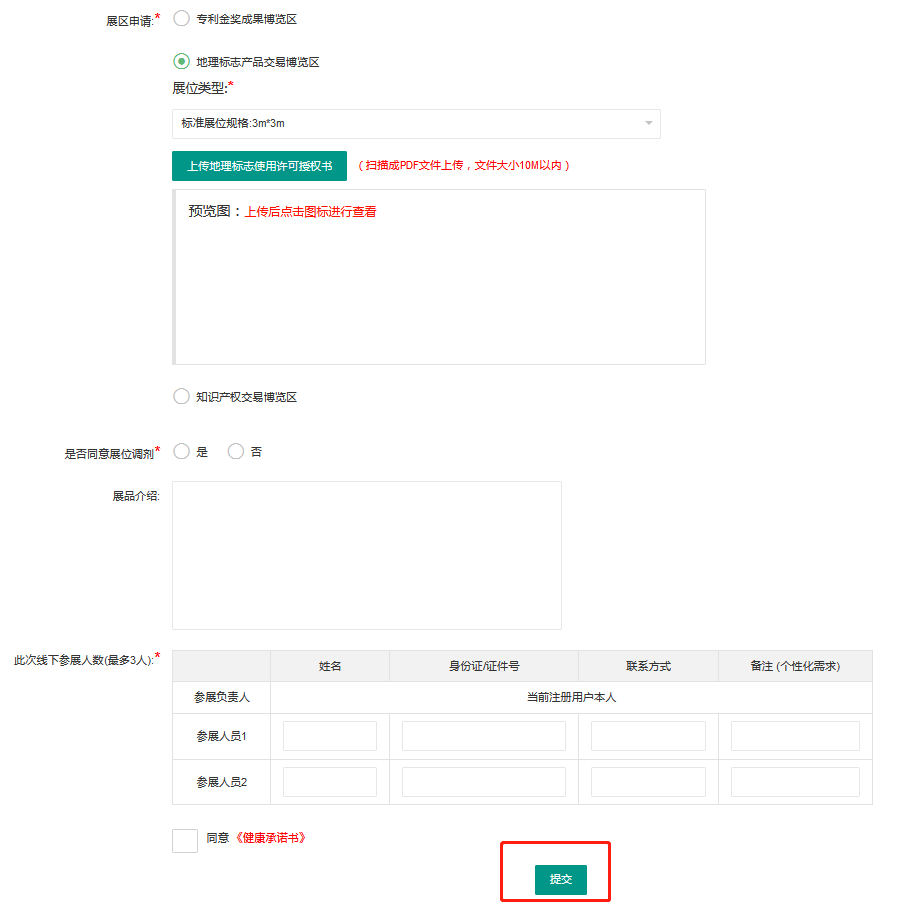 展区申请:* 专利金奖成果博览区
地理标志产品交易博览区
展位类型:*
标准展位规格:3m*3m
上传地理标志使用许可授权书 (扫描成PDF文件上传，文件大小10M以内)
预览图：上传后点击图标进行查看
知识产权交易博览区
是否同意展位调剂* 是 否
展品介绍:
此次线下参展人数(最多3人):*
姓名 身份证/证件号 联系方式 备注 (个性化需求)
参展负责人 当前注册用户本人
参展人员1
参展人员2
同意《健康承诺书》
提交